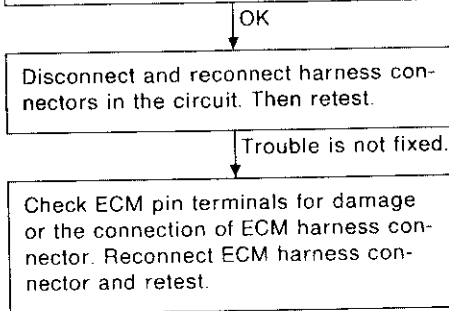 OK
Disconnect and reconnect harness con-
nectors in the circuit. Then retest.
Trouble is not fixed.
Check ECM pin terminals for damage
or the connection of ECM harness con-
nector. Reconnect ECM harness con-
nector and retest.